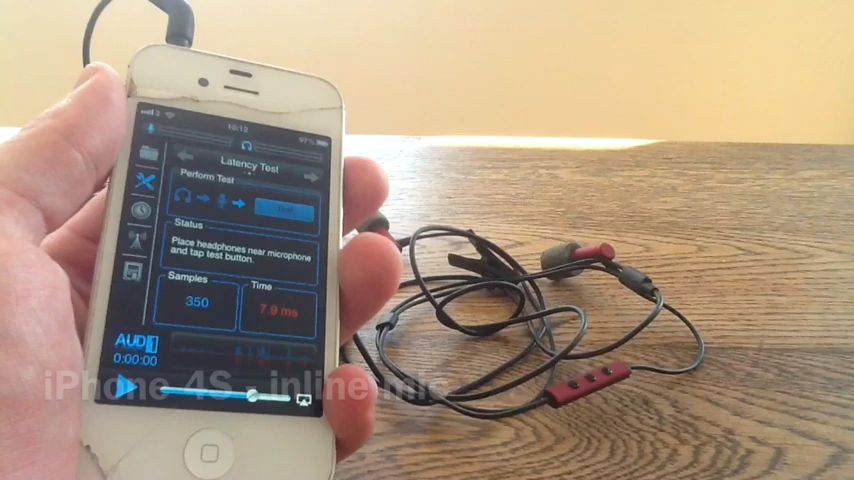 10:12
97%
Latency Test
Perform Test
Test
Status
Place headphones near microphone
and tap test button.
Samples
Time
350
7.9 ms
AUD
0:00:00
iPhone 4S - inline mic